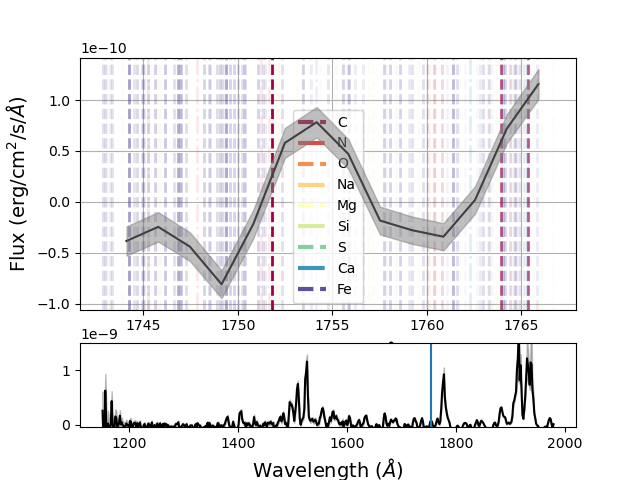 1e−10
Flux (erg/cm²/s/Å)
1.0
0.5
0.0
−0.5
−1.0
C
N
O
Na
Mg
Si
S
Ca
Fe
1745 1750 1755 1760 1765
1e−9
1
0
1200 1400 1600 1800 2000
Wavelength (Å)